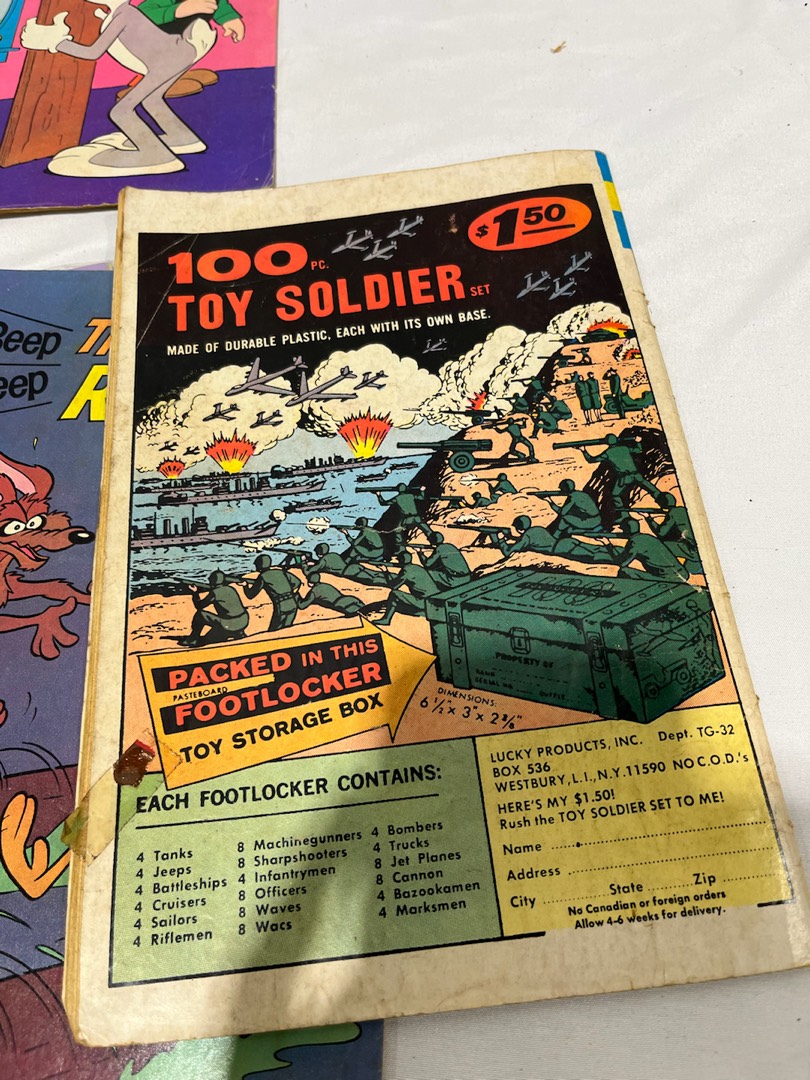 Beep
eep
T
R
$1.50
100 PC.
TOY SOLDIER SET
MADE OF DURABLE PLASTIC, EACH WITH ITS OWN BASE.
PACKED IN THIS
PASTEBOARD
FOOTLOCKER
TOY STORAGE BOX
PROPERTY OF
DIMENSIONS:
6 1/2" x 3" x 2 3/8"
EACH FOOTLOCKER CONTAINS:
4 Tanks
4 Jeeps
4 Battleships
4 Cruisers
4 Sailors
4 Riflemen
8 Machinegunners
8 Sharpshooters
4 Infantrymen
8 Officers
8 Waves
8 Wacs
4 Bombers
4 Trucks
8 Jet Planes
8 Cannon
4 Bazookamen
4 Marksmen
LUCKY PRODUCTS, INC. Dept. TG-32
BOX 536
WESTBURY, L.I., N.Y. 11590 NO C.O.D.'s
HERE'S MY $1.50!
Rush the TOY SOLDIER SET TO ME!
Name
Address
City State Zip
No Canadian or foreign orders
Allow 4-6 weeks for delivery.